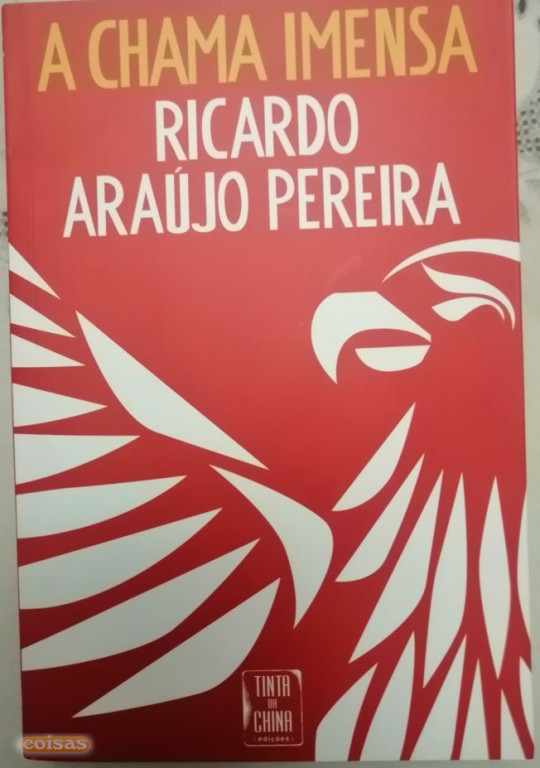 A CHAMA IMENSA
RICARDO
ARAÚJO PEREIRA
TINTA
DA
CHINA
edições
coisas